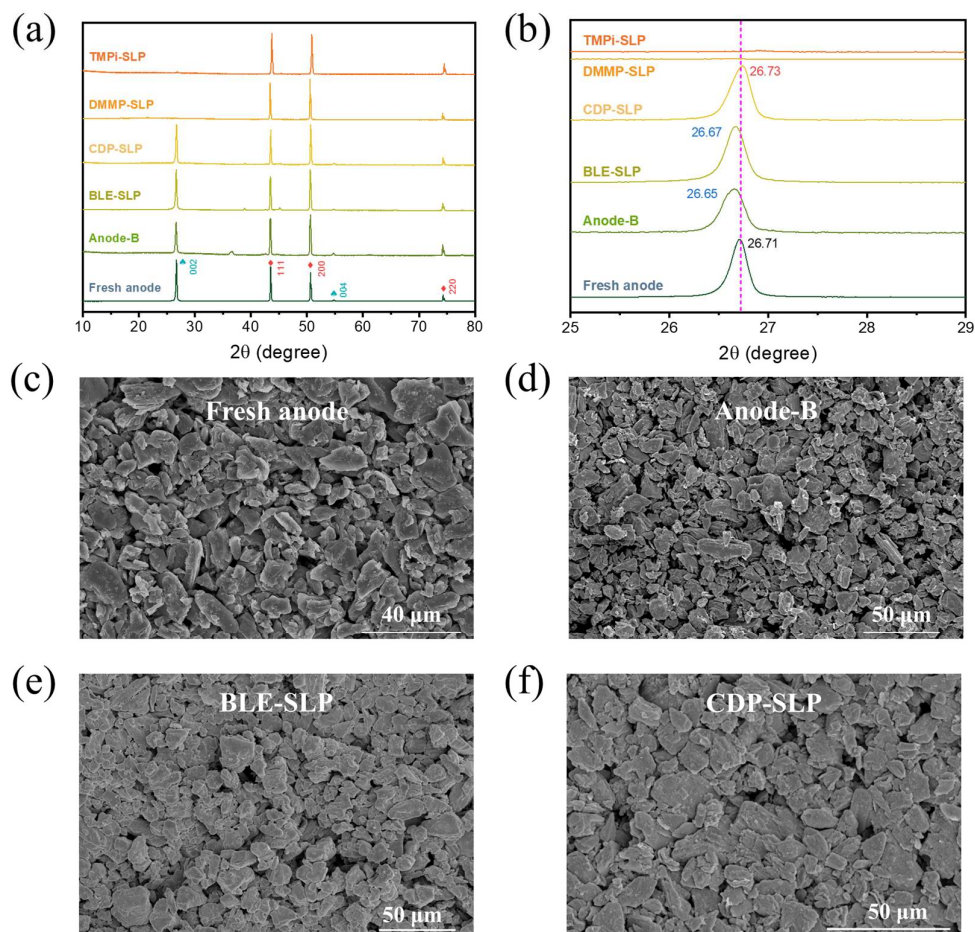 (a)
TMPi-SLP
DMMP-SLP
CDP-SLP
BLE-SLP
Anode-B
Fresh anode
002
111
200
004
220
10 20 30 40 50 60 70 80
2θ (degree)
(b)
TMPi-SLP
DMMP-SLP
26.73
CDP-SLP
26.67
BLE-SLP
26.65
Anode-B
26.71
Fresh anode
25 26 27 28 29
2θ (degree)
(c)
Fresh anode
40 μm
(d)
Anode-B
50 μm
(e)
BLE-SLP
50 μm
(f)
CDP-SLP
50 μm